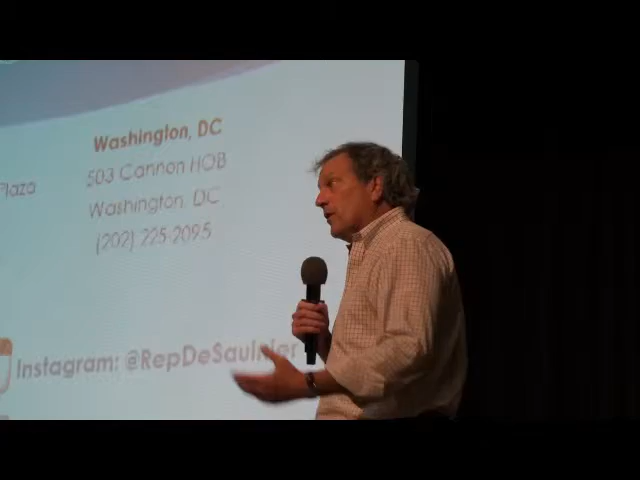 Washington, DC
Plaza
503 Cannon HOB
Washington, DC
(202) 225-2095
Instagram: @RepDeSaulnier